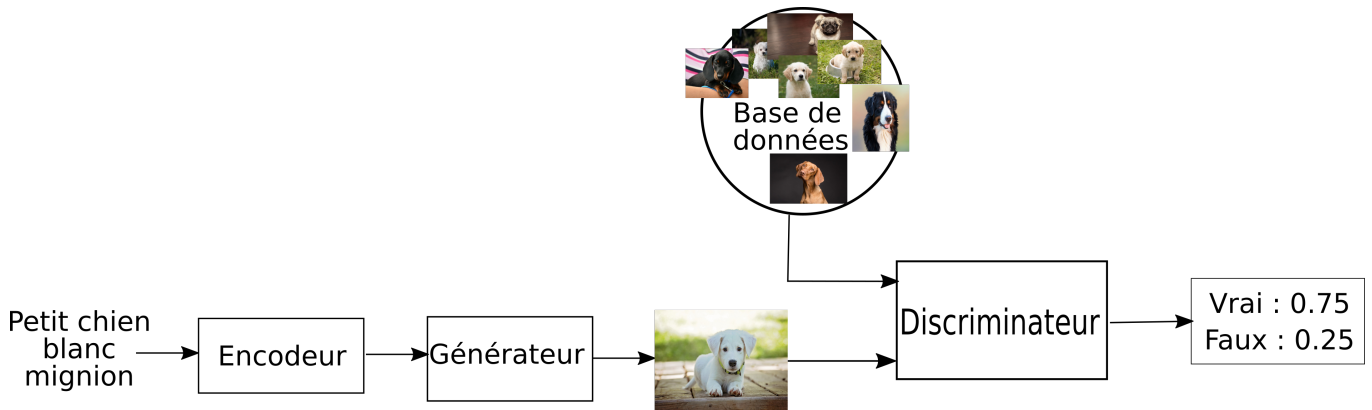 Base de
données
Petit chien
blanc
mignion
Encodeur
Générateur
Discriminateur
Vrai : 0.75
Faux : 0.25